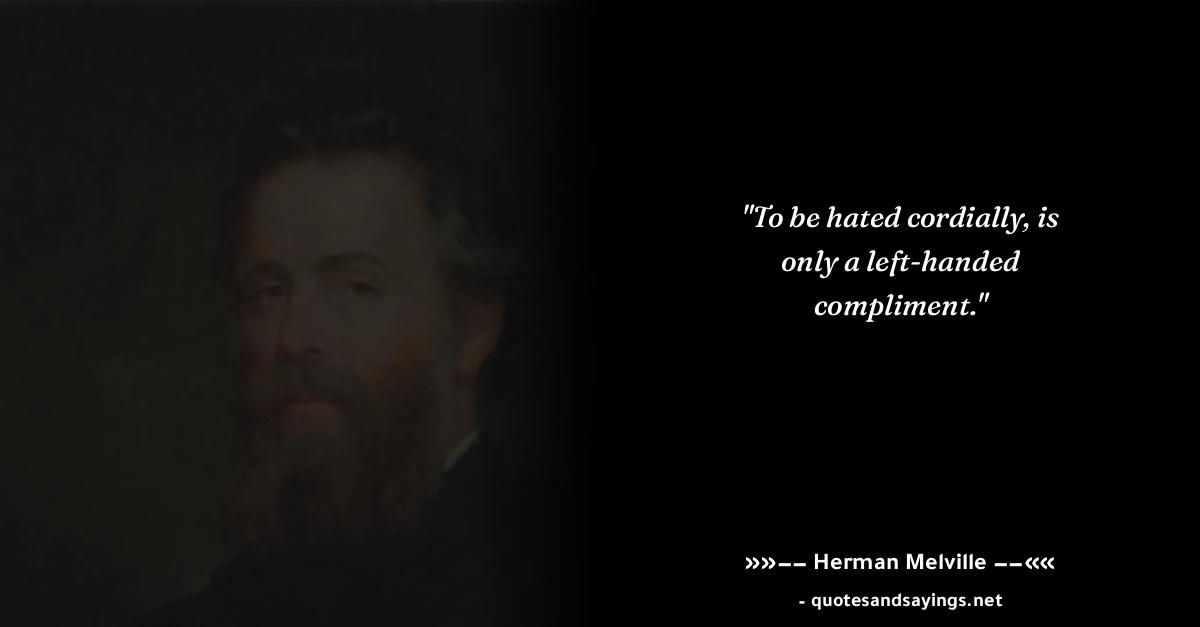 "To be hated cordially, is
only a left-handed
compliment."
»»−− Herman Melville −−««
- quotesandsayings.net